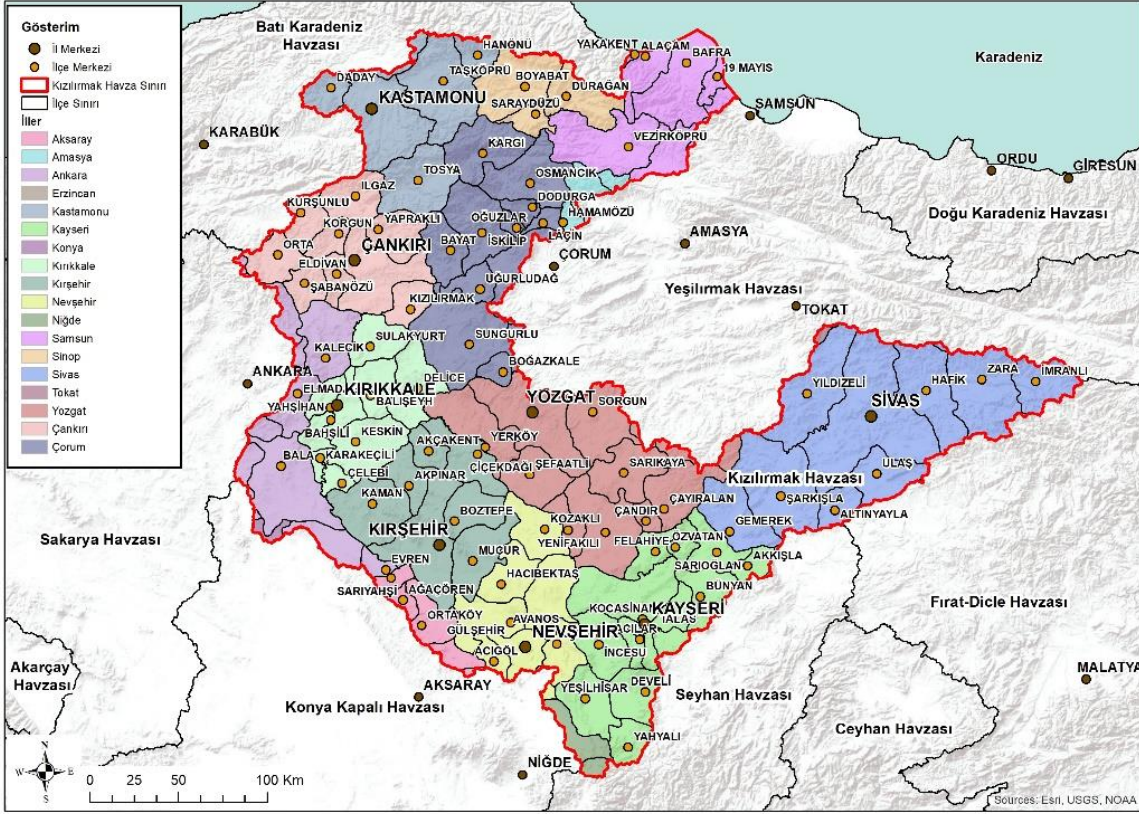 Gösterim
İl Merkezi
İlçe Merkezi
Kızılırmak Havza Sınırı
İlçe Sınırı
İller
Aksaray
Amasya
Ankara
Erzincan
Kastamonu
Kayseri
Konya
Kırıkkale
Kırşehir
Nevşehir
Niğde
Samsun
Sinop
Sivas
Tokat
Yozgat
Çankırı
Çorum
Batı Karadeniz
Havzası
Karadeniz
HANÖNÜ
YAKAKENT
ALAÇAM
BAFRA
19 MAYIS
DADAY
TAŞKÖPRÜ
BOYABAT
DURAĞAN
KASTAMONU
SARAYDÜZÜ
SAMSUN
KARABÜK
VEZİRKÖPRÜ
KARGI
ORDU
GİRESUN
TOSYA
OSMANCIK
ILGAZ
DODURGA
KURŞUNLU
OĞUZLAR
HAMAMÖZÜ
Doğu Karadeniz Havzası
KORGUN
YAPRAKLI
LAÇİN
ORTA
ÇANKIRI
BAYAT
İSKİLİP
AMASYA
ELDİVAN
ÇORUM
ŞABANÖZÜ
UĞURLUDAĞ
Yeşilırmak Havzası
KIZILIRMAK
TOKAT
SULAKYURT
SUNGURLU
KALECİK
BOĞAZKALE
ANKARA
DELİCE
ZARA
İMRANLI
ELMAD
KIRIKKALE
YILDIZELİ
HAFİK
YAHŞİHAN
BALIŞEYH
YOZGAT
SORGUN
SİVAS
BAHŞİLİ
KESKİN
AKÇAKENT
YERKÖY
BALA
KARAKEÇİLİ
ÇİÇEKDAĞI
ŞEFAATLİ
SARIKAYA
Kızılırmak Havzası
ULAŞ
ÇELEBİ
AKPINAR
KAMAN
ÇAYIRALAN
ŞARKIŞLA
BOZTEPE
KOZAKLI
ÇANDIR
ALTINYAYLA
KIRŞEHİR
YENİFAKILI
FELAHİYE
ÖZVATAN
GEMEREK
Sakarya Havzası
MUCUR
SARIOĞLAN
AKKIŞLA
EVREN
HACIBEKTAŞ
BÜNYAN
SARIYAHŞİ
AĞAÇÖREN
Fırat-Dicle Havzası
KOCASİNAN
KAYSERİ
ORTAKÖY
AVANOS
TALAS
GÜLŞEHİR
NEVŞEHİR
İNCESU
ACIGÖL
Akarçay
Havzası
AKSARAY
YEŞİLHİSAR
DEVELİ
Seyhan Havzası
MALATYA
Konya Kapalı Havzası
Ceyhan Havzası
YAHYALI
NİĞDE
N
W
E
S
0 25 50 100 Km
Sources: Esri, USGS, NOAA